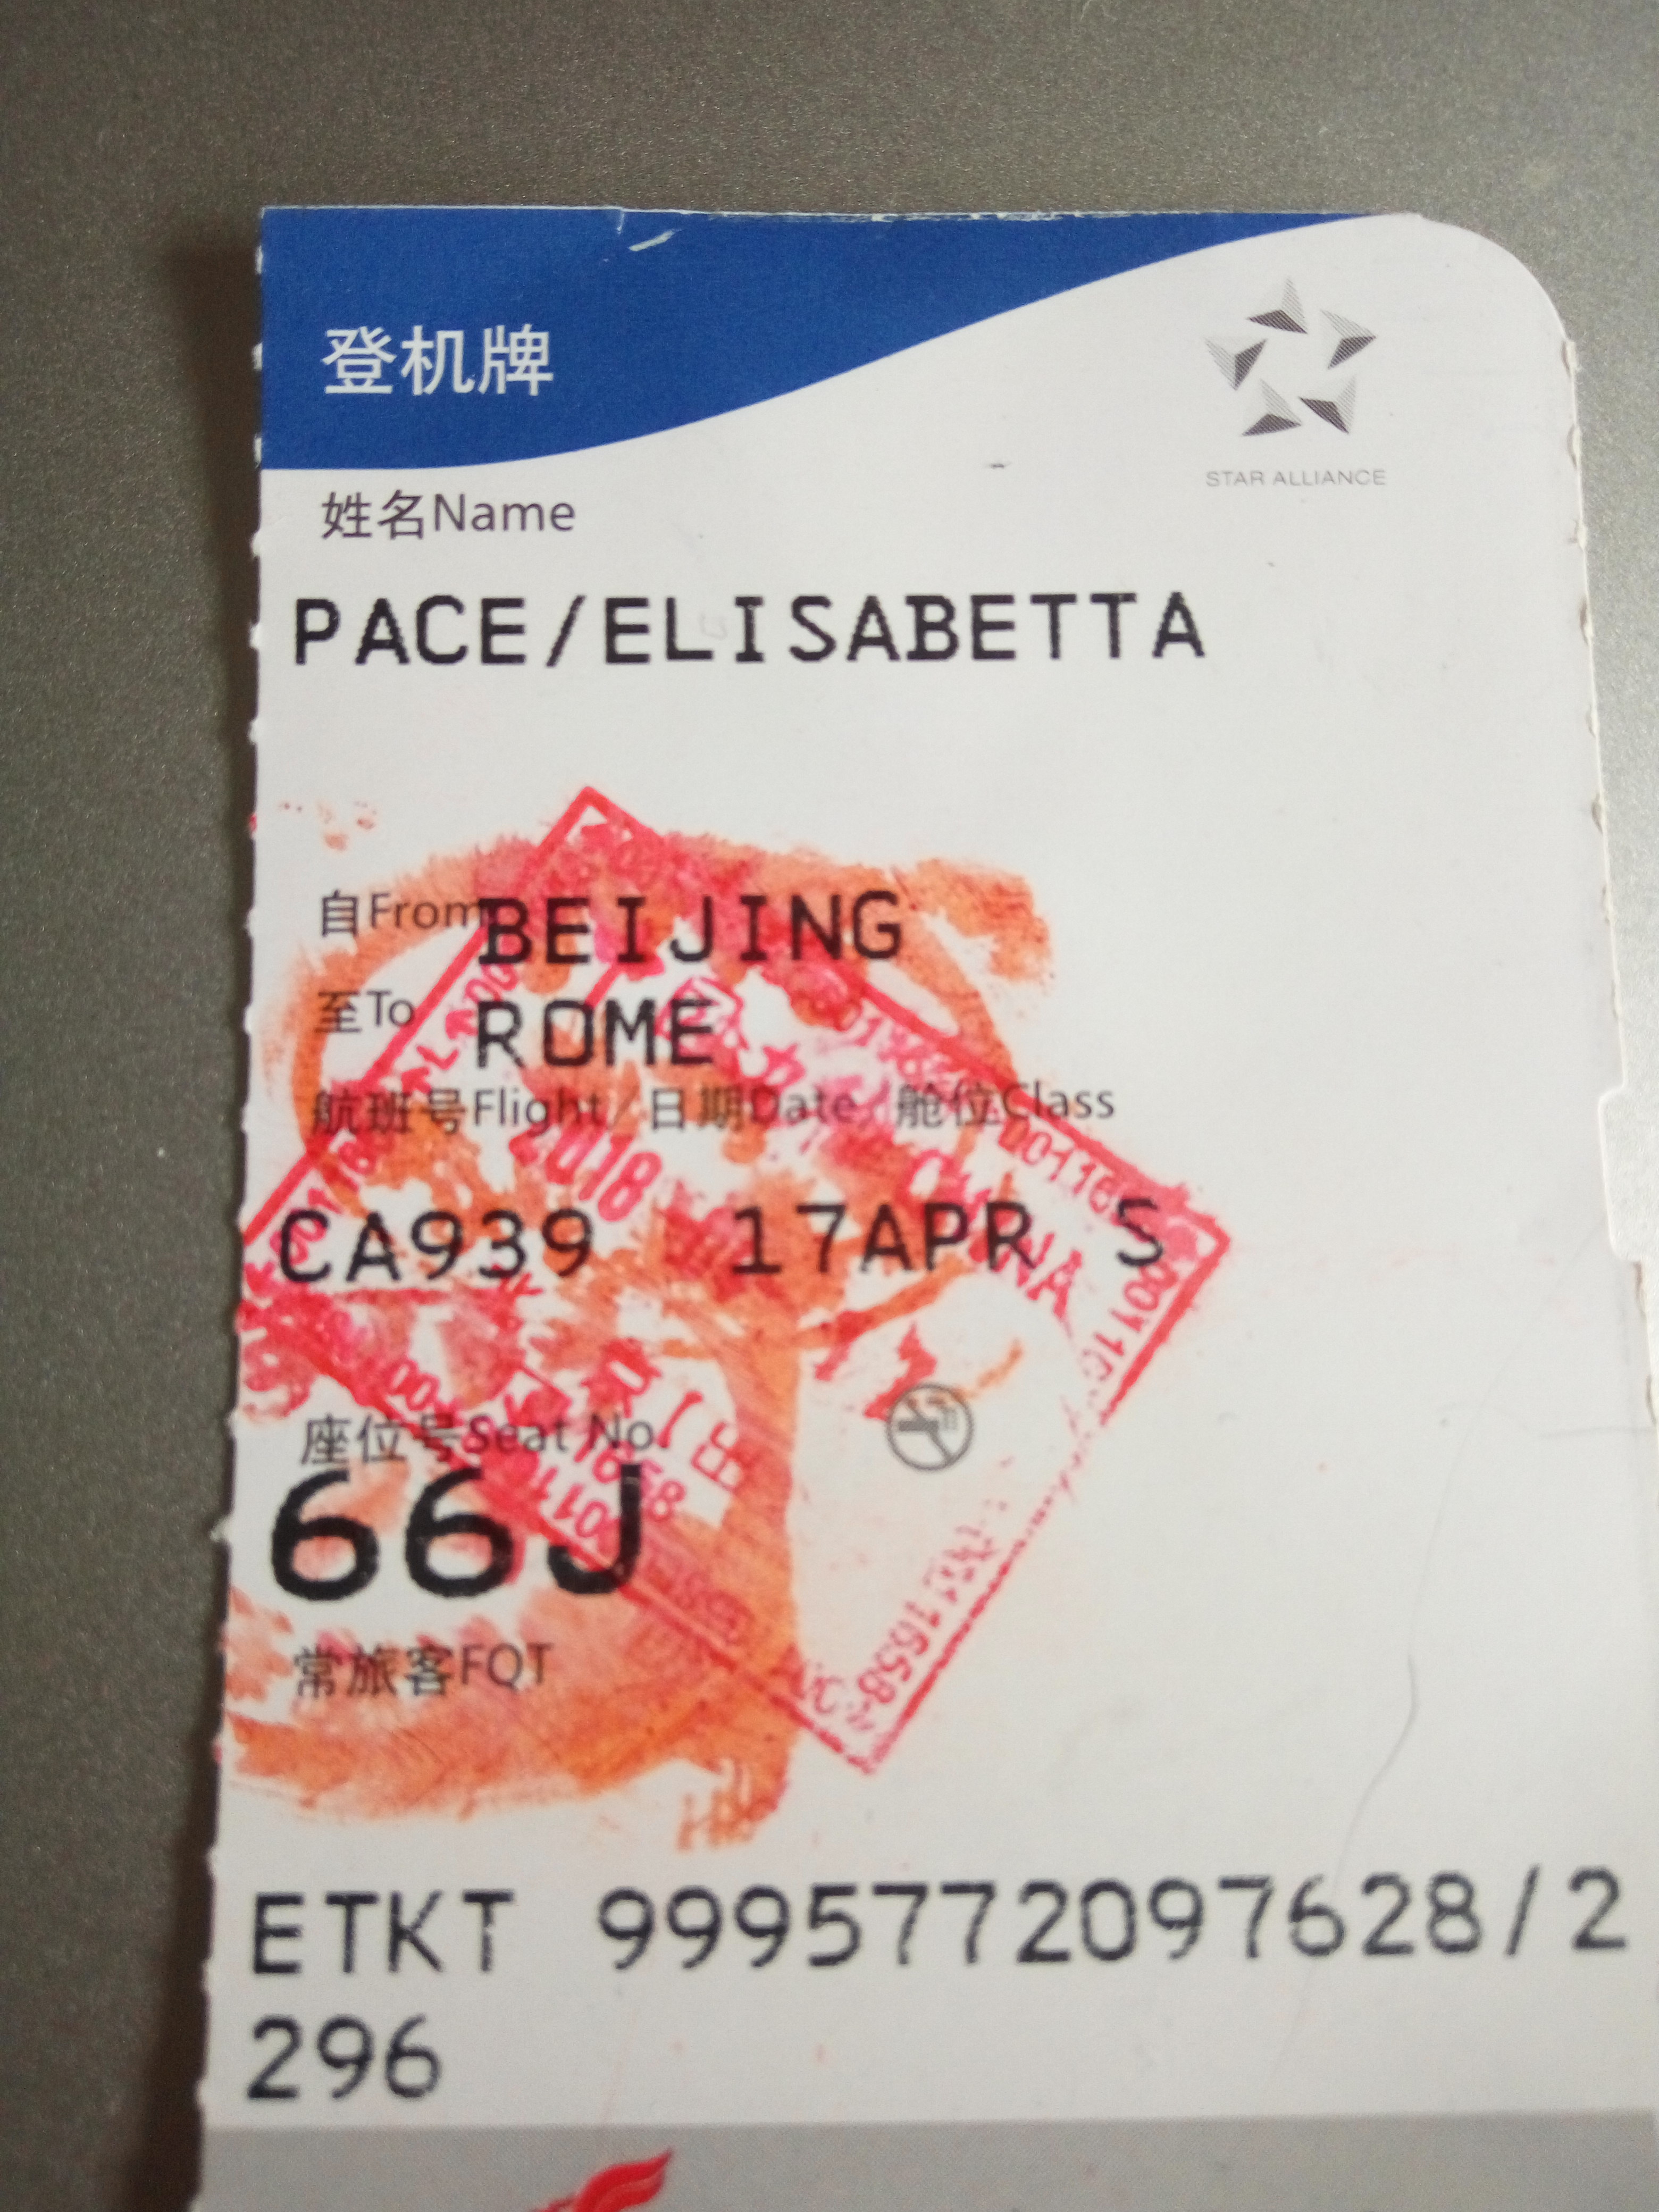 登机牌
STAR ALLIANCE
姓名Name
PACE/ELISABETTA
自From BEIJING
至To ROME
航班号Flight/ 日期Date/ 舱位Class
2018
CA939 17APR S
CHINA
座位号Seat No.
66J
常旅客FQT
ETKT 9995772097628/2
296